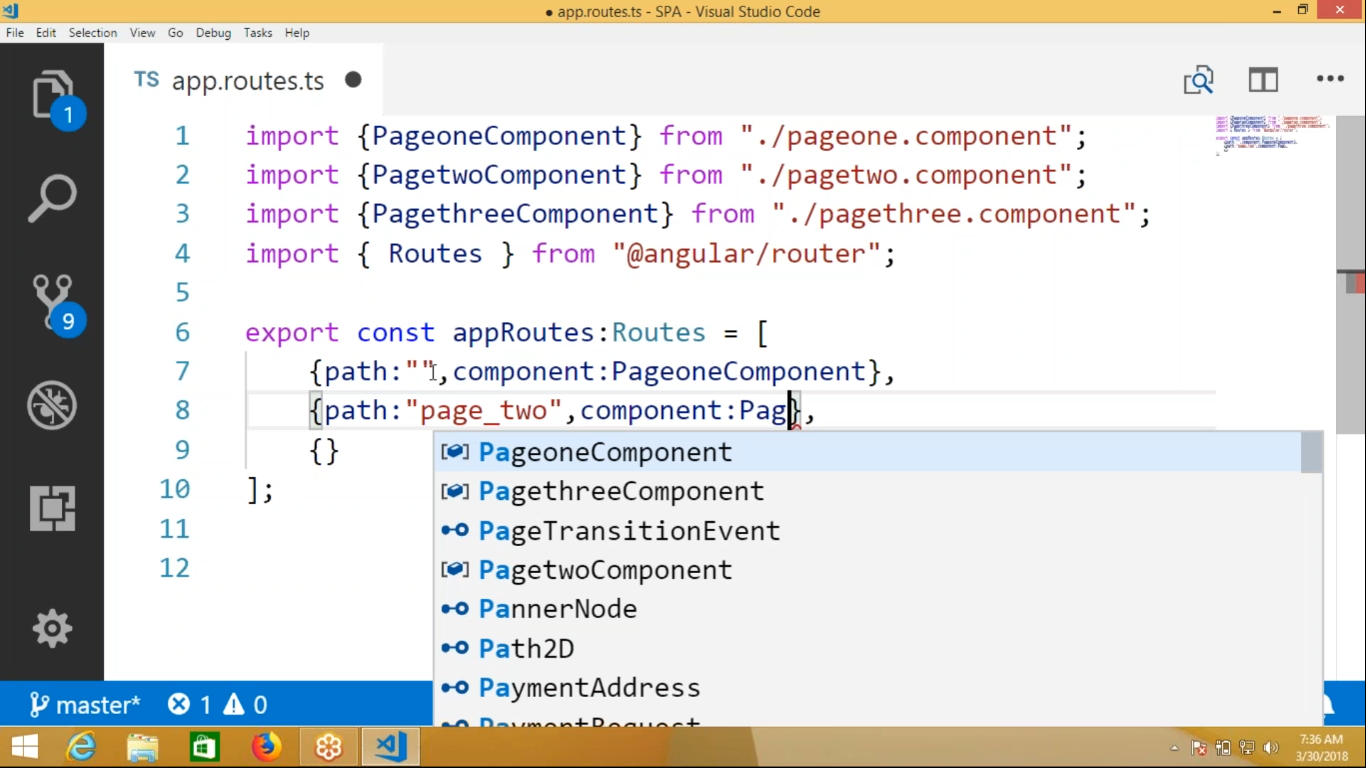 ● app.routes.ts - SPA - Visual Studio Code
File Edit Selection View Go Debug Tasks Help
TS app.routes.ts ●
1
9
1 import {PageoneComponent} from "./pageone.component";
2 import {PagetwoComponent} from "./pagetwo.component";
3 import {PagethreeComponent} from "./pagethree.component";
4 import { Routes } from "@angular/router";
5
6 export const appRoutes:Routes = [
7 {path:"",component:PageoneComponent},
8 {path:"page_two",component:Pag},
9 {}
10 ];
11
12
PageoneComponent
PagethreeComponent
PageTransitionEvent
PagetwoComponent
PannerNode
Path2D
PaymentAddress
PaymentRequest
master* 1 0
7:36 AM
3/30/2018